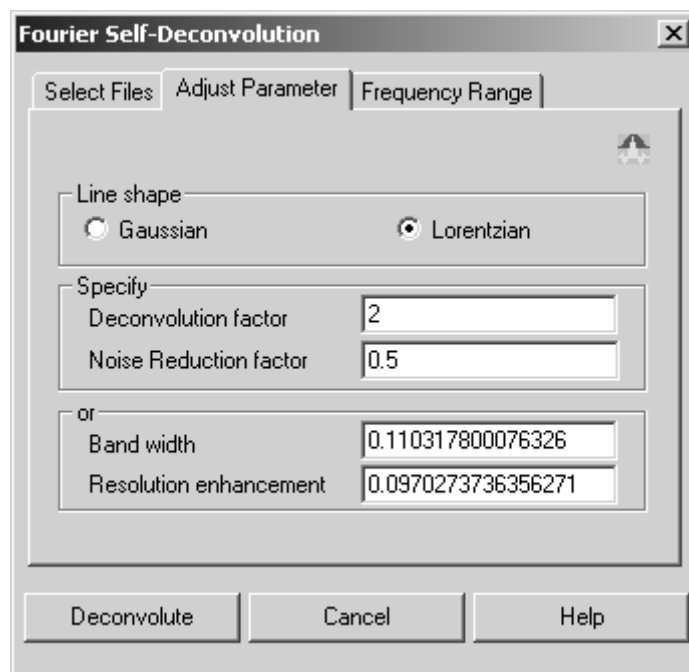 Fourier Self-Deconvolution
Select Files
Adjust Parameter
Frequency Range
Line shape
Gaussian
Lorentzian
Specify
Deconvolution factor
2
Noise Reduction factor
0.5
or
Band width
0.110317800076326
Resolution enhancement
0.0970273736356271
Deconvolute
Cancel
Help